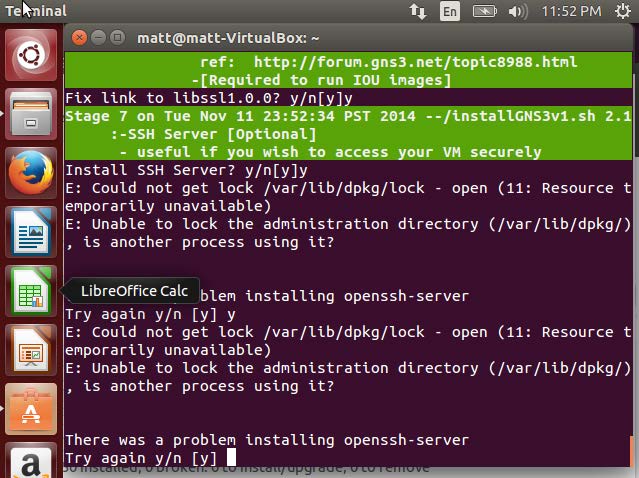 Terminal
En
11:52 PM
matt@matt-VirtualBox: ~
ref:  http://forum.gns3.net/topic8988.html
-[Required to run IOU images]
Fix link to libssl1.0.0? y/n[y]y
Stage 7 on Tue Nov 11 23:52:34 PST 2014 --/installGNS3v1.sh 2.1
:-SSH Server [Optional]
- useful if you wish to access your VM securely
Install SSH Server? y/n[y]y
E: Could not get lock /var/lib/dpkg/lock - open (11: Resource t
emporarily unavailable)
E: Unable to lock the administration directory (/var/lib/dpkg/)
, is another process using it?
LibreOffice Calc
oblem installing openssh-server
Try again y/n [y] y
E: Could not get lock /var/lib/dpkg/lock - open (11: Resource t
emporarily unavailable)
E: Unable to lock the administration directory (/var/lib/dpkg/)
, is another process using it?
There was a problem installing openssh-server
Try again y/n [y]
installed, 0 broken: 0 to install/upgrade, 0 to remove
a